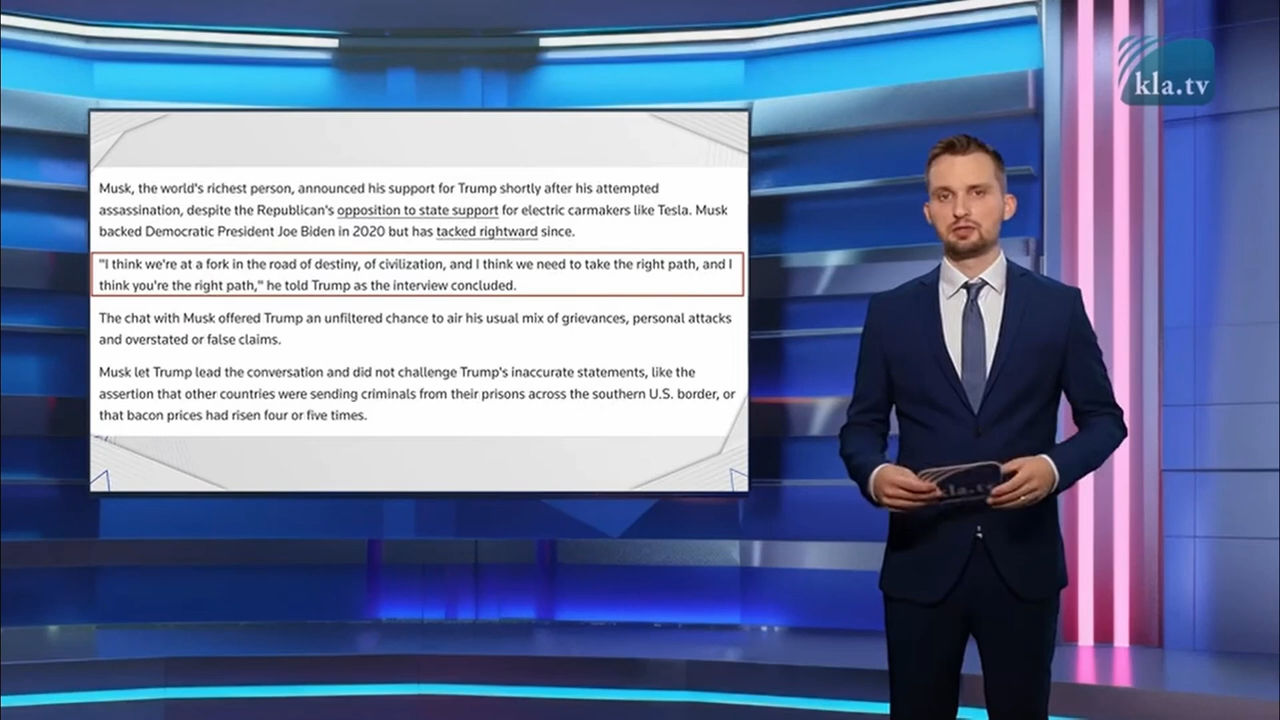 kla.tv
Musk, the world's richest person, announced his support for Trump shortly after his attempted
assassination, despite the Republican's opposition to state support for electric carmakers like Tesla. Musk
backed Democratic President Joe Biden in 2020 but has tacked rightward since.
"I think we're at a fork in the road of destiny, of civilization, and I think we need to take the right path, and I
think you're the right path," he told Trump as the interview concluded.
The chat with Musk offered Trump an unfiltered chance to air his usual mix of grievances, personal attacks
and overstated or false claims.
Musk let Trump lead the conversation and did not challenge Trump's inaccurate statements, like the
assertion that other countries were sending criminals from their prisons across the southern U.S. border, or
that bacon prices had risen four or five times.
kla.tv